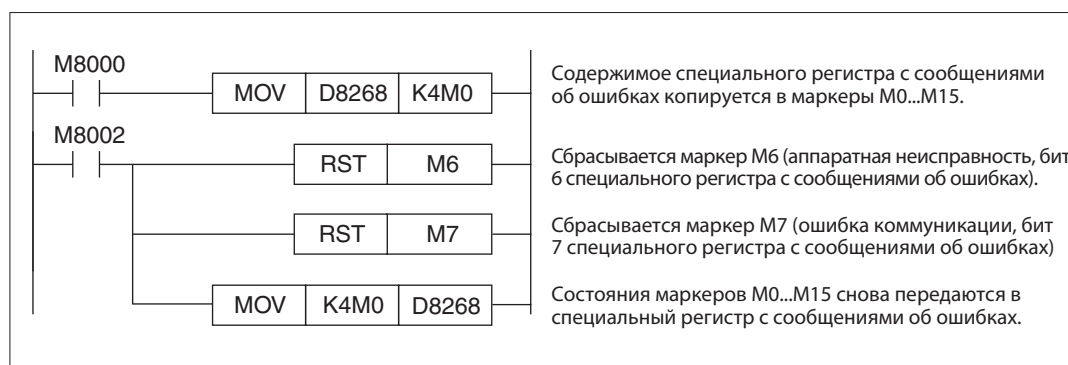 M8000
MOV D8268 K4M0
Содержимое специального регистра с сообщениями
об ошибках копируется в маркеры M0...M15.
M8002
RST M6
Сбрасывается маркер M6 (аппаратная неисправность, бит
6 специального регистра с сообщениями об ошибках).
RST M7
Сбрасывается маркер M7 (ошибка коммуникации, бит
7 специального регистра с сообщениями об ошибках)
MOV K4M0 D8268
Состояния маркеров M0...M15 снова передаются в
специальный регистр с сообщениями об ошибках.